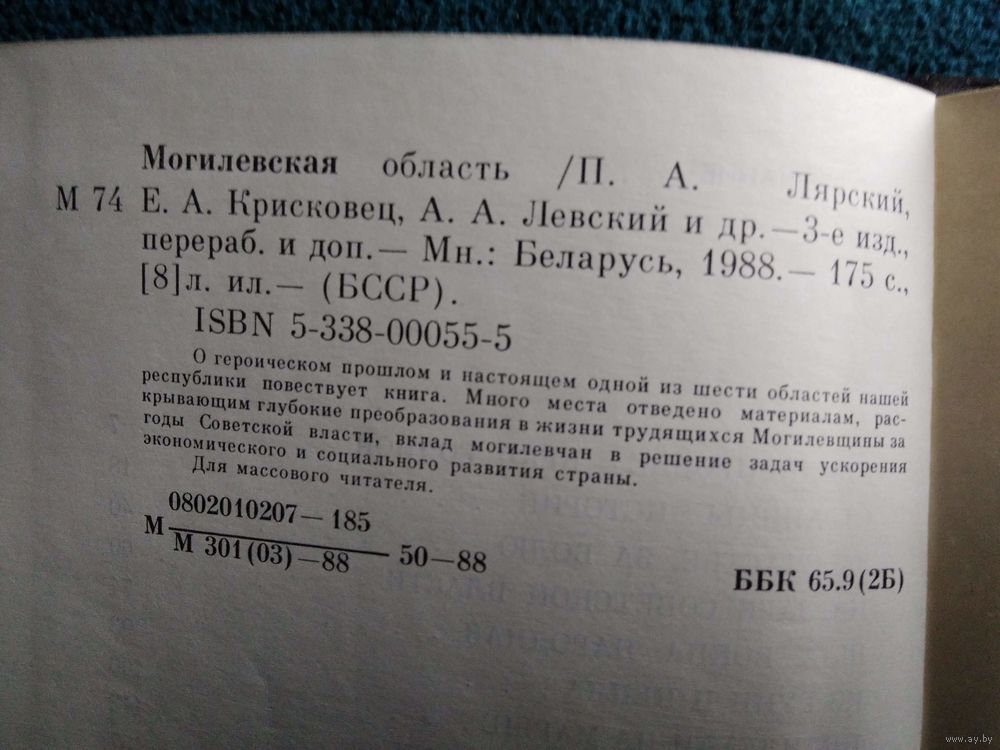 Могилевская область /П. А. Лярский,
М 74 Е. А. Крисковец, А. А. Левский и др.—3-е изд.,
перераб. и доп.— Мн.: Беларусь, 1988.— 175 с.,
[8]л. ил.— (БССР).
ISBN 5-338-00055-5
О героическом прошлом и настоящем одной из шести областей нашей
республики повествует книга. Много места отведено материалам, рас-
крывающим глубокие преобразования в жизни трудящихся Могилевщины за
годы Советской власти, вклад могилевчан в решение задач ускорения
экономического и социального развития страны.
Для массового читателя.
М 0802010207—185
М 301(03)—88 50—88
ББК 65.9(2Б)
www.ay.by